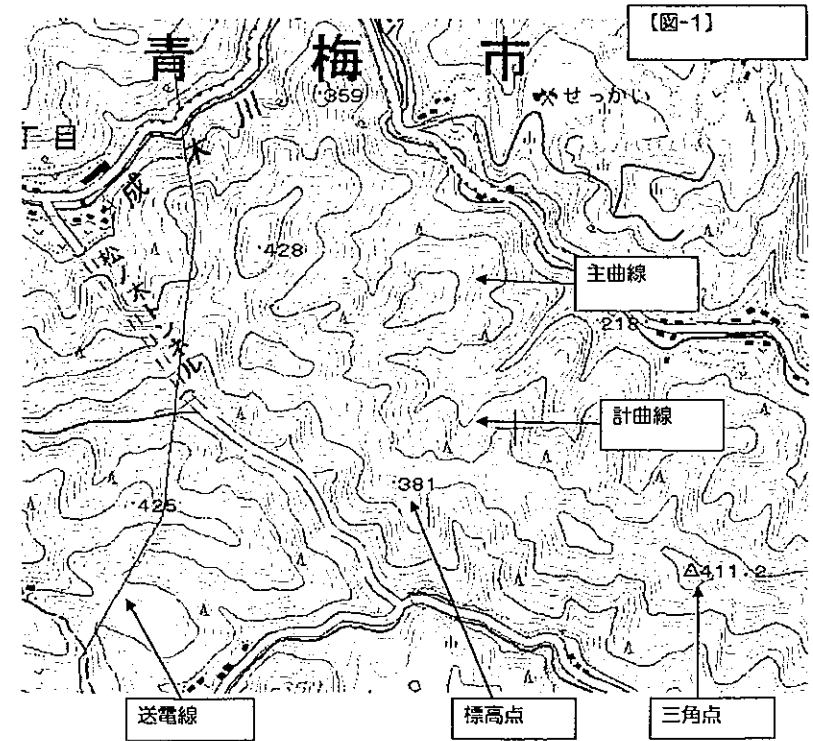 【図-1】
青梅市
・359
せっかい
丁目
成木川
・428
松ノ木トンネル
主曲線
218
計曲線
・381
・425
△411.2
送電線
標高点
三角点